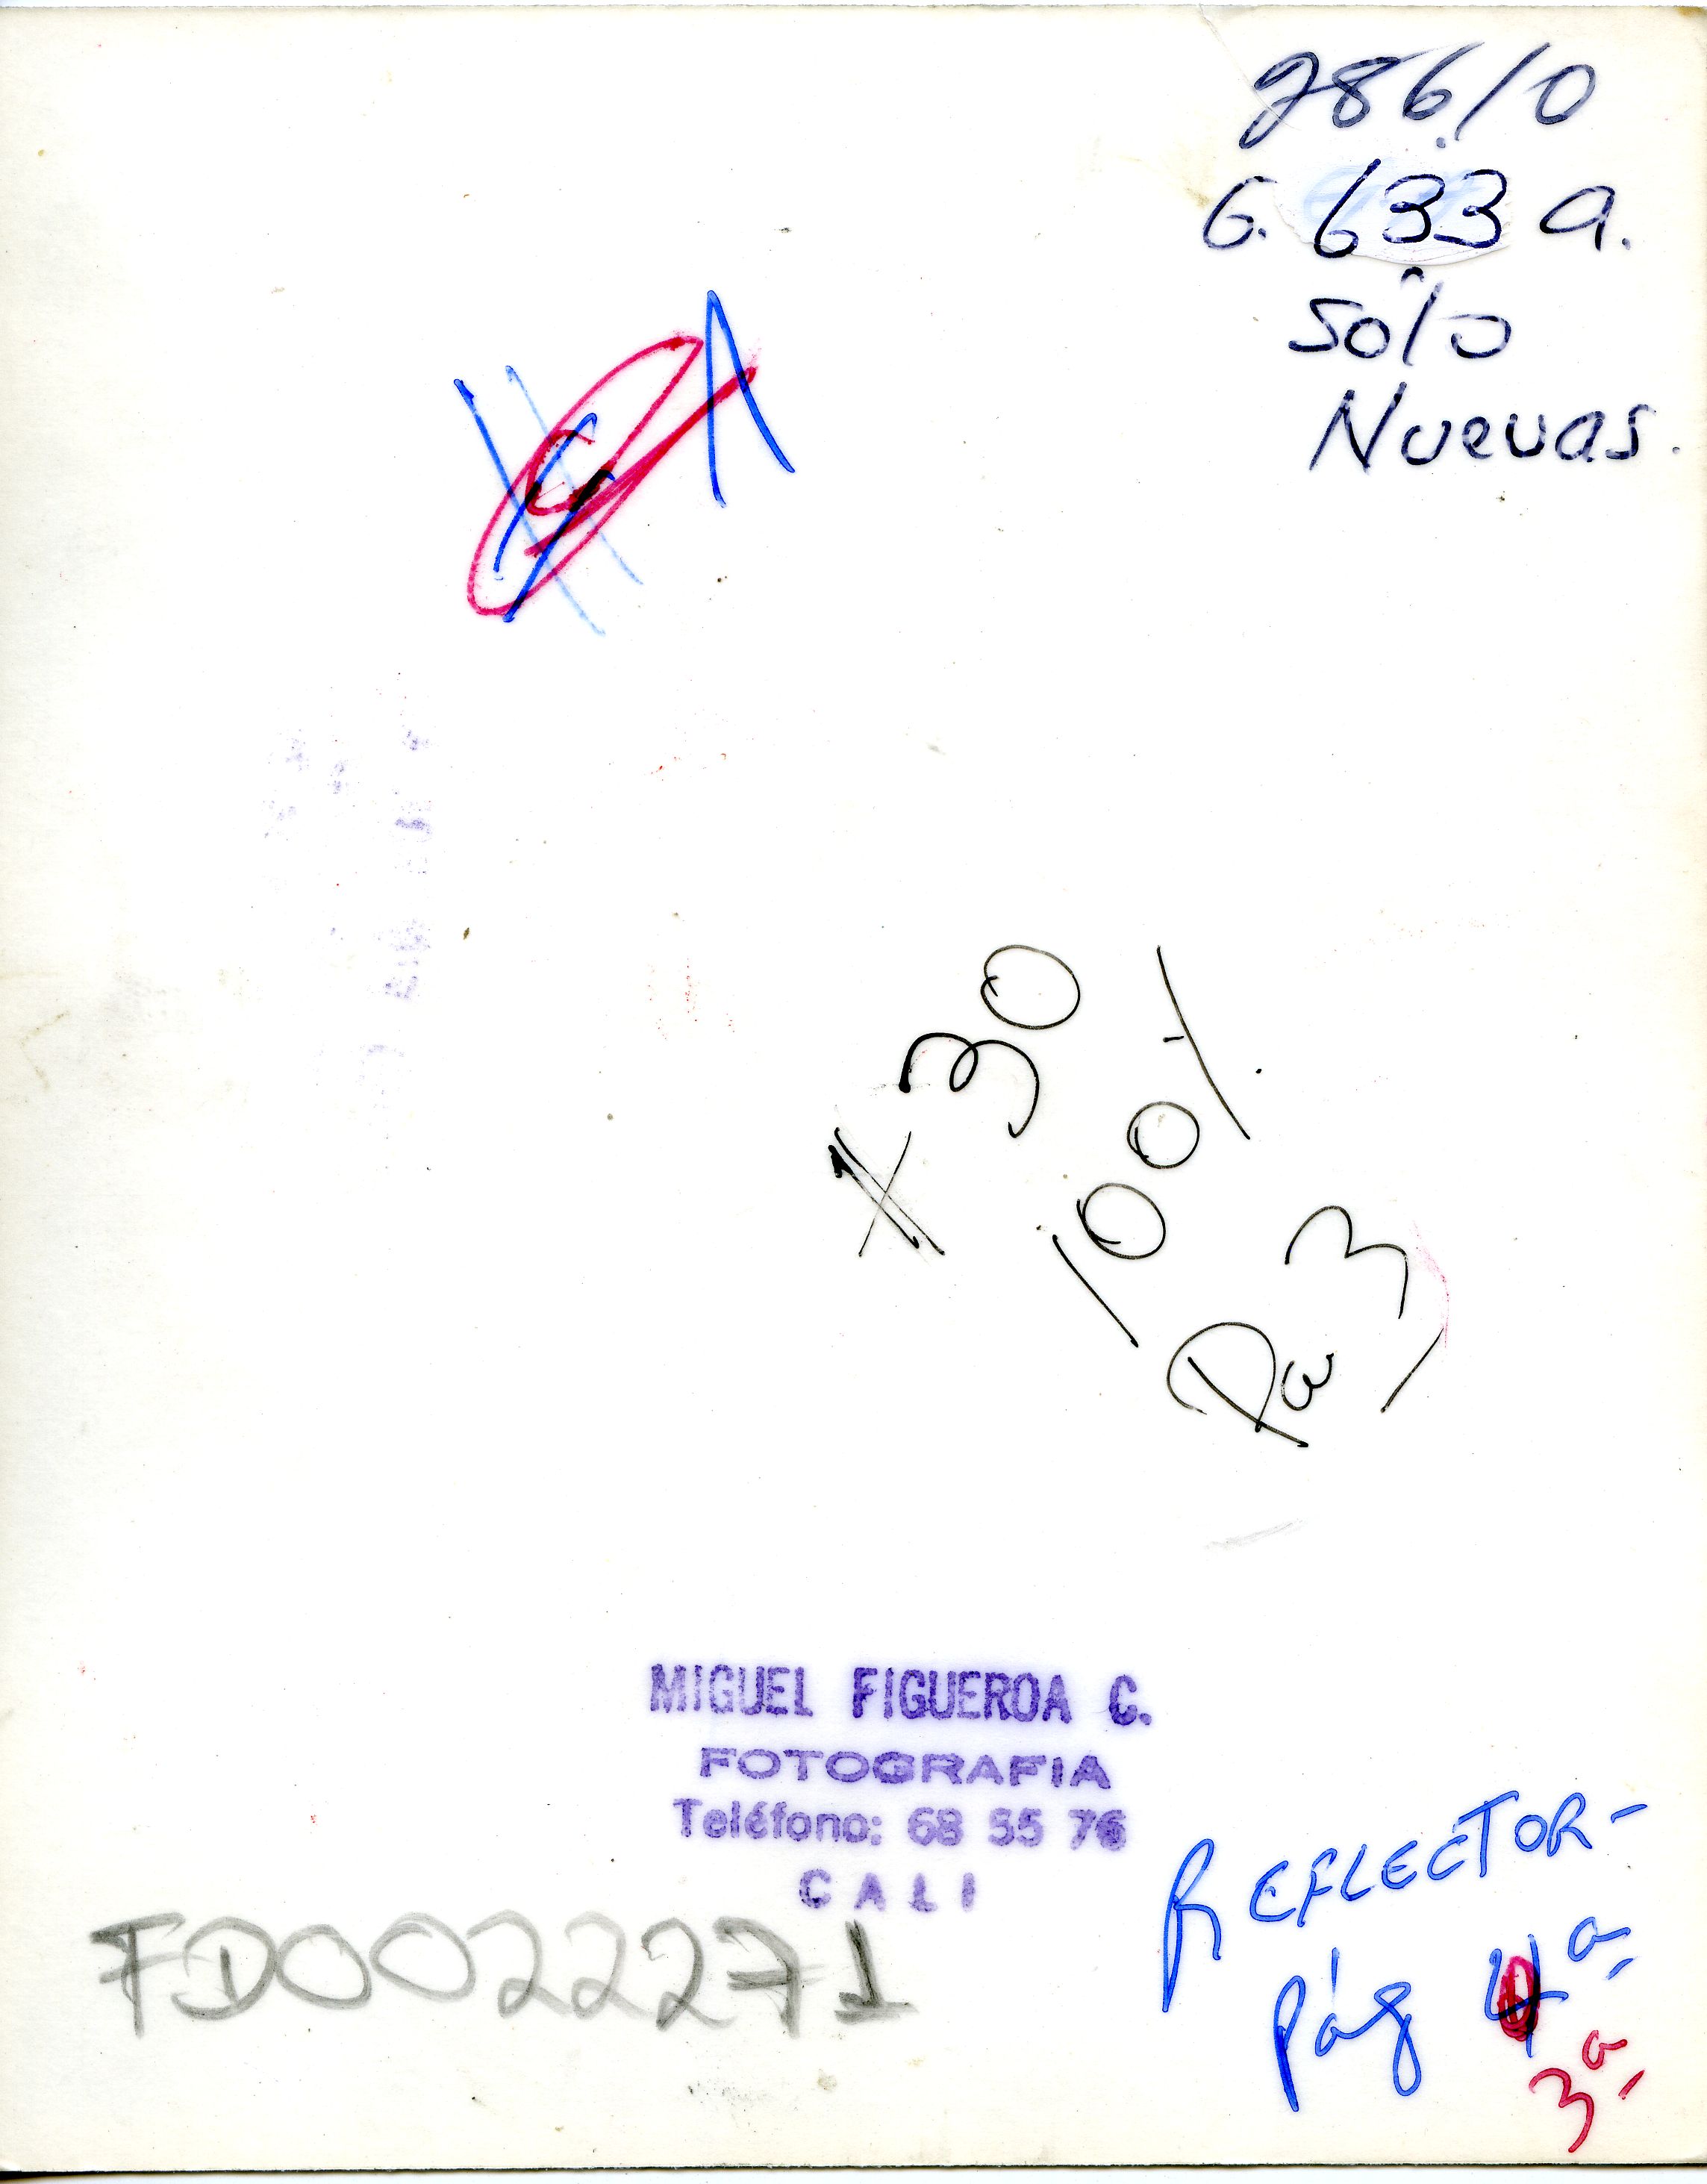 286/0
G. 633 a.
Sólo
Nuevas.
# 30
100%
Pa 3
MIGUEL FIGUEROA C.
FOTOGRAFIA
Teléfono: 68 55 76
CALI
REFLECTOR-
Pág 4a
3a
FD0022271